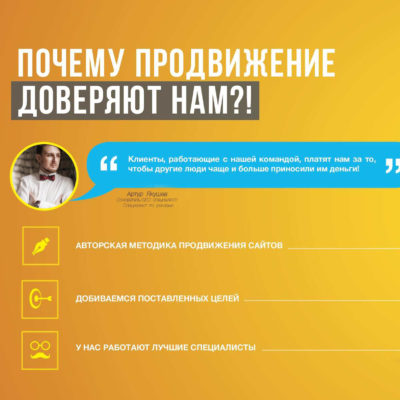 ПОЧЕМУ ПРОДВИЖЕНИЕ
ДОВЕРЯЮТ НАМ?!
“ Клиенты, работающие с нашей командой, платят нам за то,
чтобы другие люди чаще и больше приносили им деньги! ”
Артур
АВТОРСКАЯ МЕТОДИКА ПРОДВИЖЕНИЯ САЙТОВ
ДОБИВАЕМСЯ ПОСТАВЛЕННЫХ ЦЕЛЕЙ
У НАС РАБОТАЮТ ЛУЧШИЕ СПЕЦИАЛИСТЫ